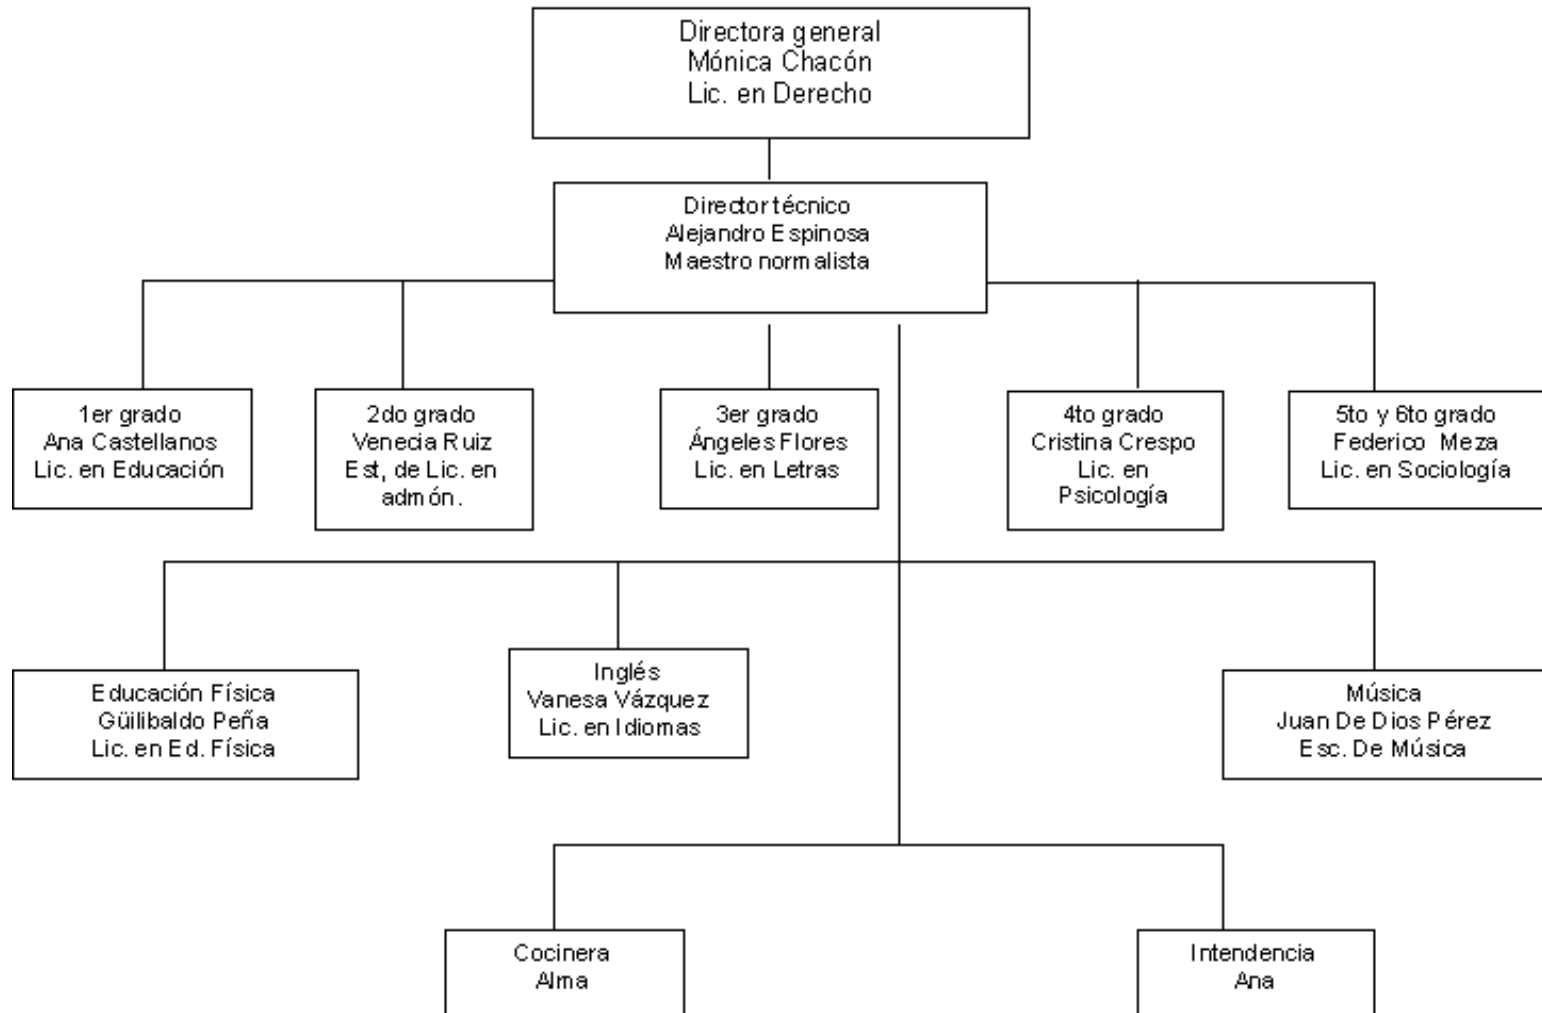 Directora general
Mónica Chacón
Lic. en Derecho
Director técnico
Alejandro Espinosa
Maestro normalista
1er grado
Ana Castellanos
Lic. en Educación
2do grado
Venecia Ruiz
Est, de Lic. en
admón.
3er grado
Ángeles Flores
Lic. en Letras
4to grado
Cristina Crespo
Lic. en
Psicología
5to y 6to grado
Federico Meza
Lic. en Sociología
Educación Física
Güilibaldo Peña
Lic. en Ed. Física
Inglés
Vanesa Vázquez
Lic. en Idiomas
Música
Juan De Dios Pérez
Esc. De Música
Cocinera
Alma
Intendencia
Ana